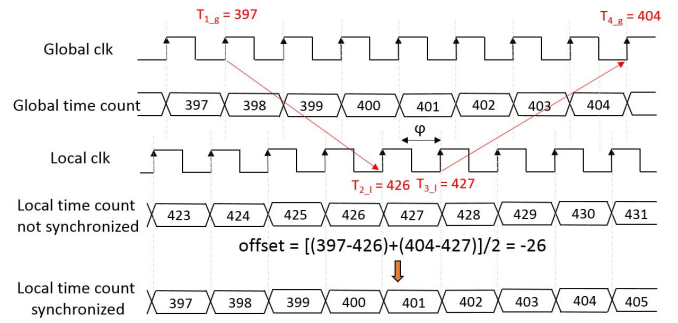 T1_g = 397
T4_g = 404
Global clk
Global time count
397 398 399 400 401 402 403 404
φ
Local clk
T2_l = 426
T3_l = 427
Local time count
not synchronized
423 424 425 426 427 428 429 430 431
offset = [(397-426)+(404-427)]/2 = -26
Local time count
synchronized
397 398 399 400 401 402 403 404 405